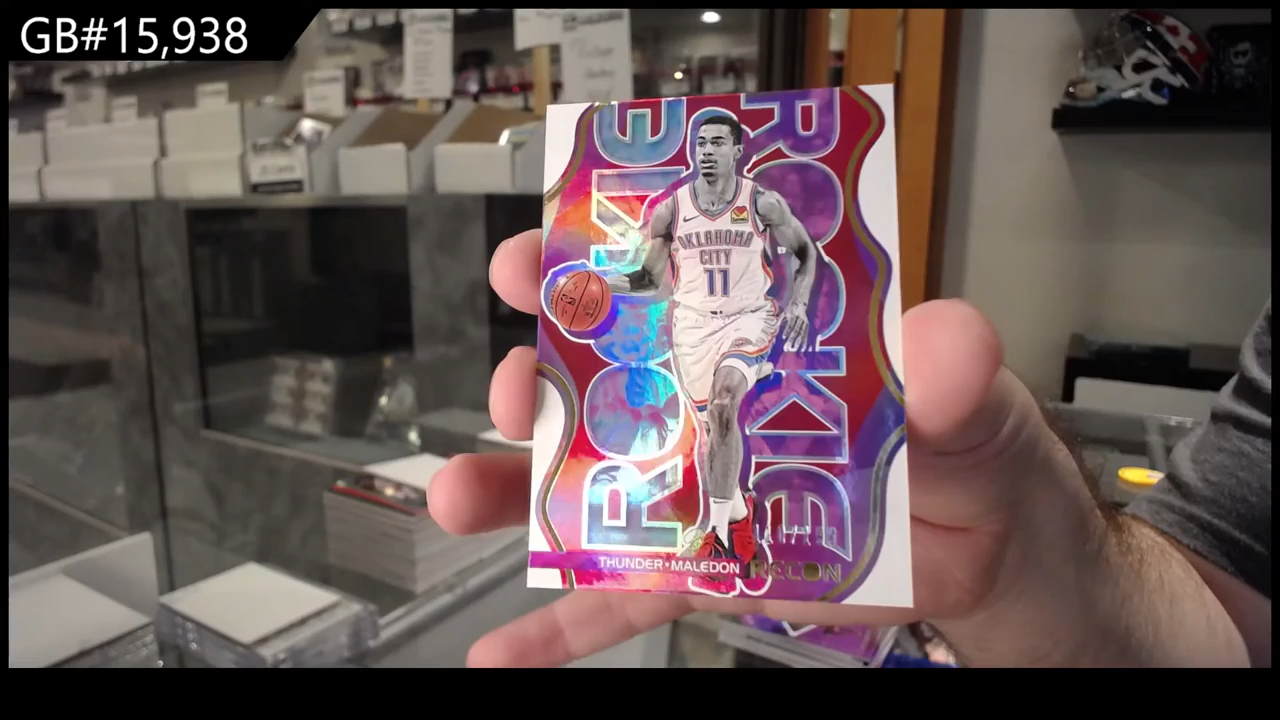 GB#15,938
ROOKIE
ROOKIE
OKLAHOMA
CITY
11
THUNDER•MALEDON
RECON